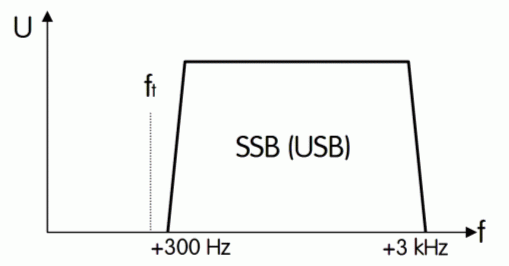 U
ft
SSB (USB)
f
+300 Hz
+3 kHz